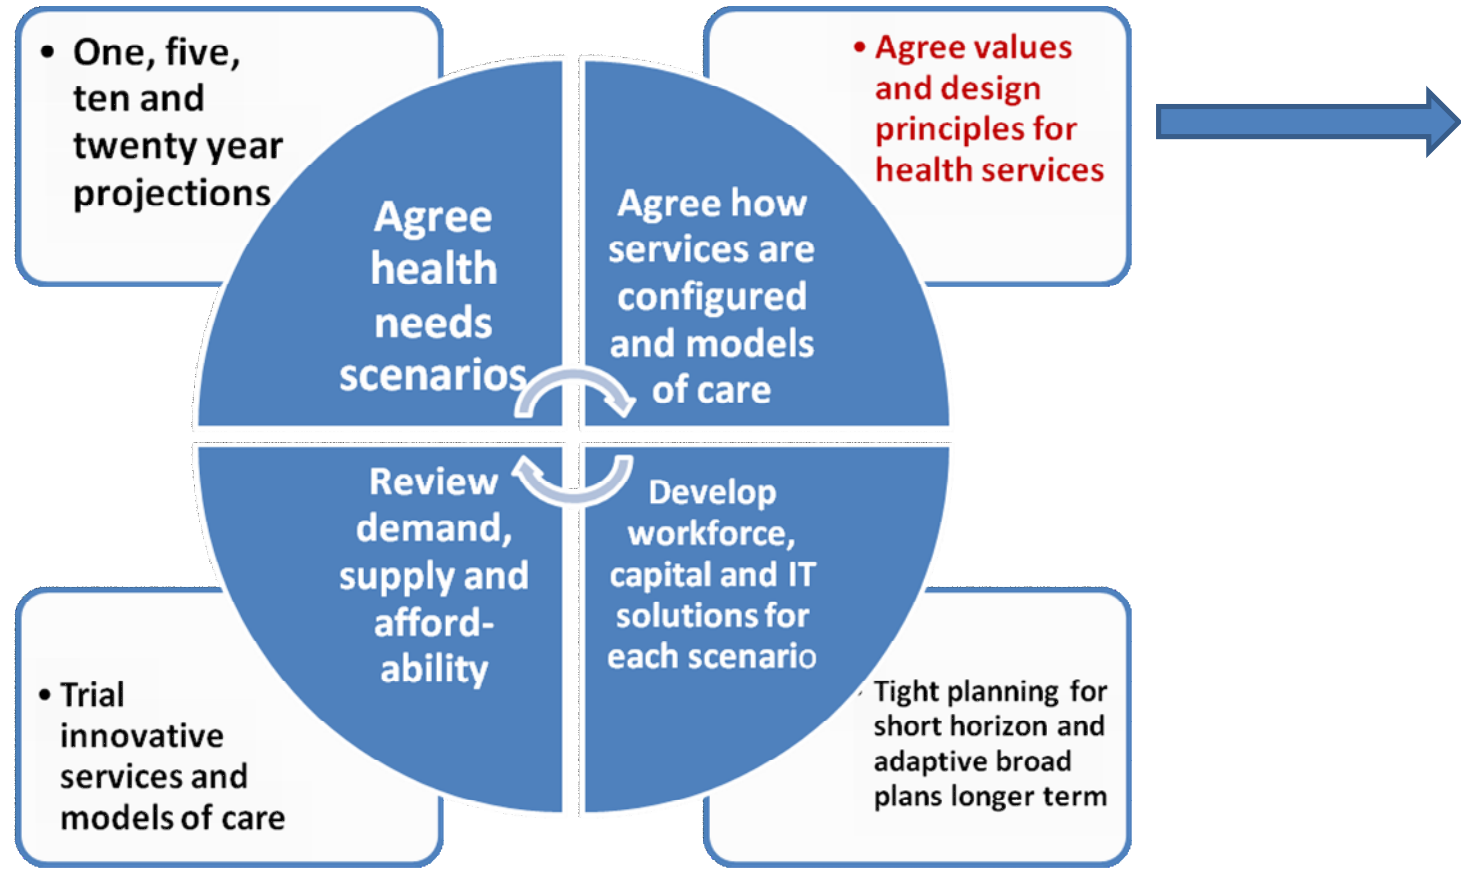 • One, five,
ten and
twenty year
projections
• Agree values
and design
principles for
health services
Agree
health
needs
scenarios
Agree how
services are
configured
and models
of care
Review
demand,
supply and
afford-
ability
Develop
workforce,
capital and IT
solutions for
each scenario
• Trial
innovative
services and
models of care
Tight planning for
short horizon and
adaptive broad
plans longer term